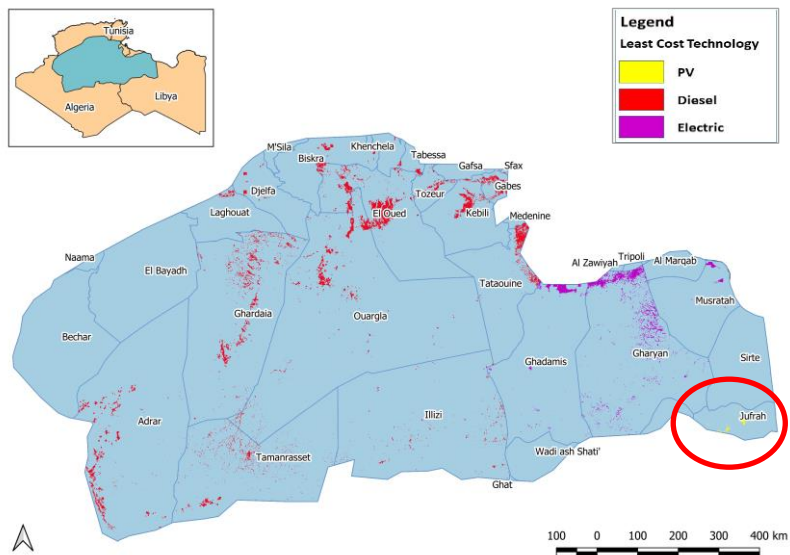 Tunisia
Algeria
Libya
Legend
Least Cost Technology
PV
Diesel
Electric
M'Sila
Khenchela
Biskra
Tabessa
Gafsa
Sfax
Djelfa
Tozeur
Gabes
Laghouat
El Oued
Kebili
Medenine
Naama
El Bayadh
Al Zawiyah
Tripoli
Al Marqab
Tataouine
Musratah
Ghardaia
Ouargla
Bechar
Ghadamis
Gharyan
Sirte
Adrar
Illizi
Jufrah
Tamanrasset
Wadi ash Shati'
Ghat
100 0 100 200 300 400 km